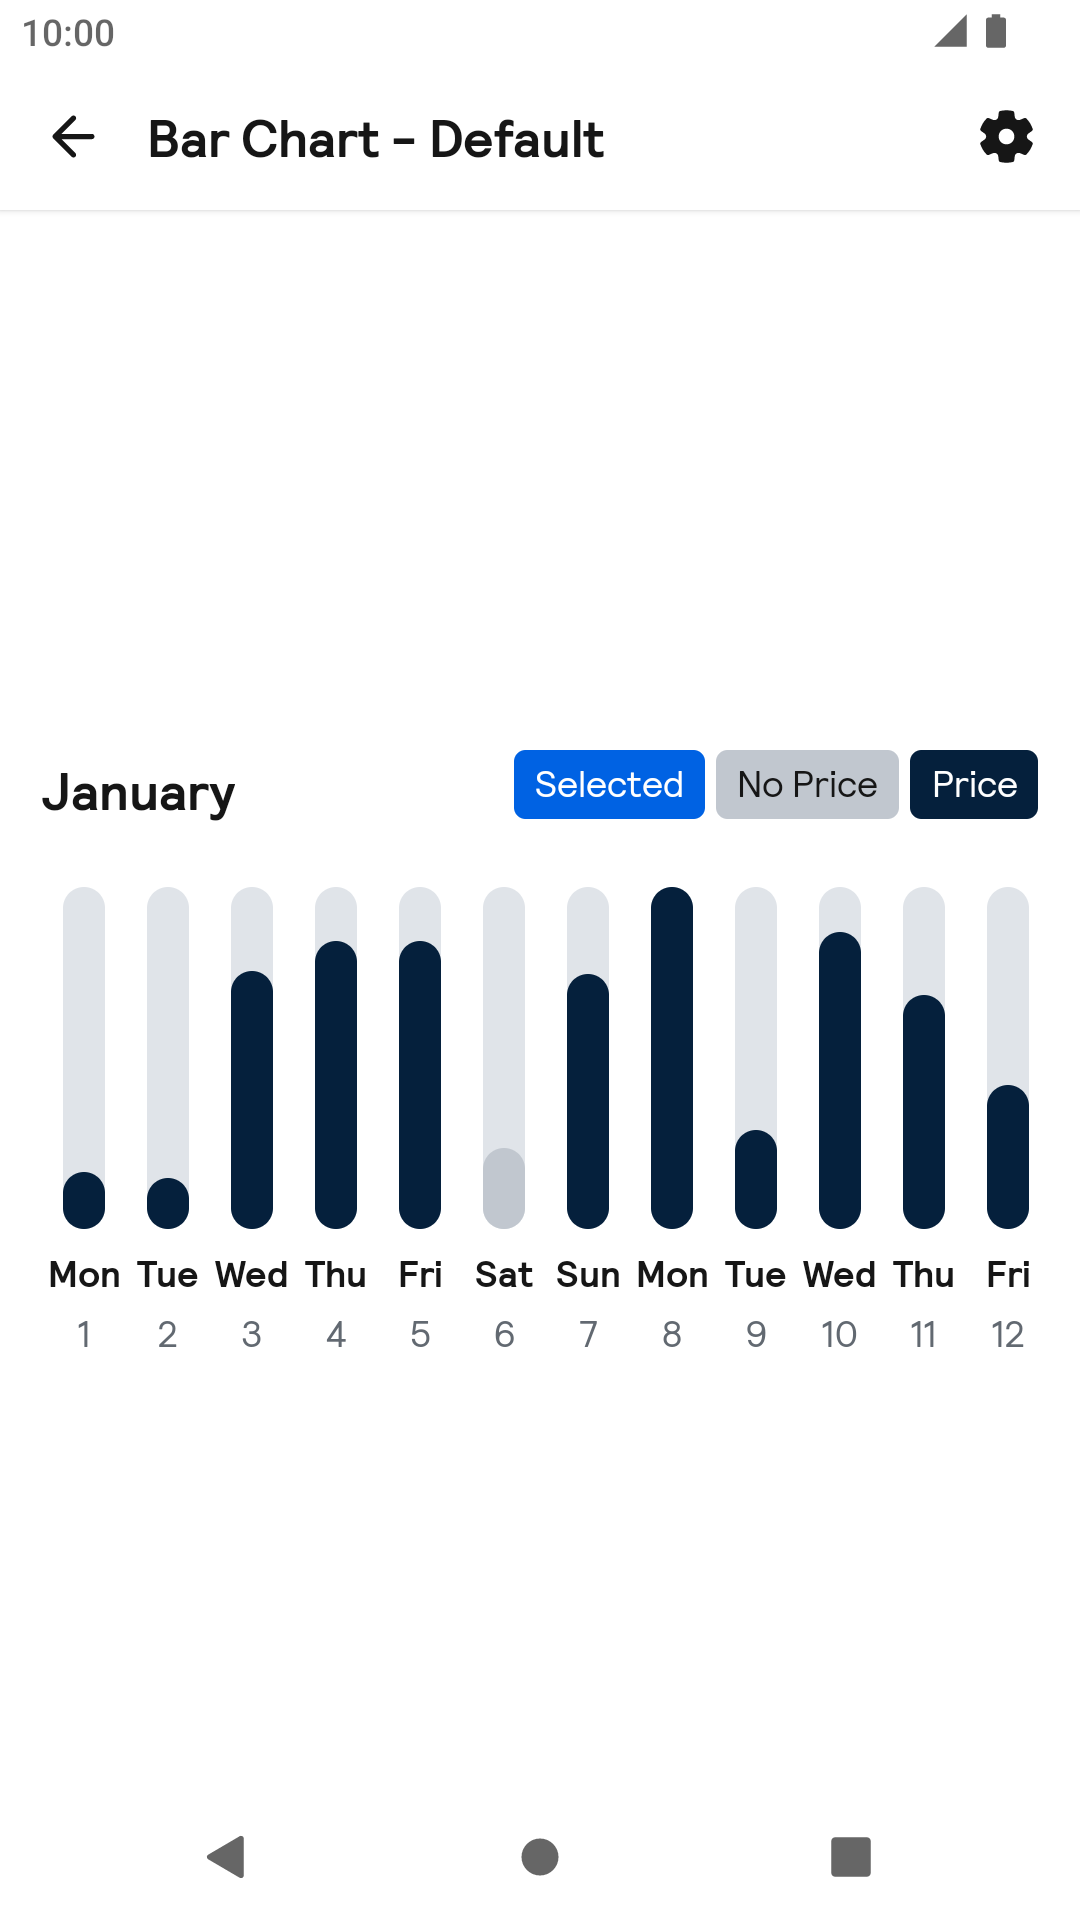 10:00
Bar Chart – Default
January
Selected No Price Price
Mon Tue Wed Thu Fri Sat Sun Mon Tue Wed Thu Fri
1 2 3 4 5 6 7 8 9 10 11 12